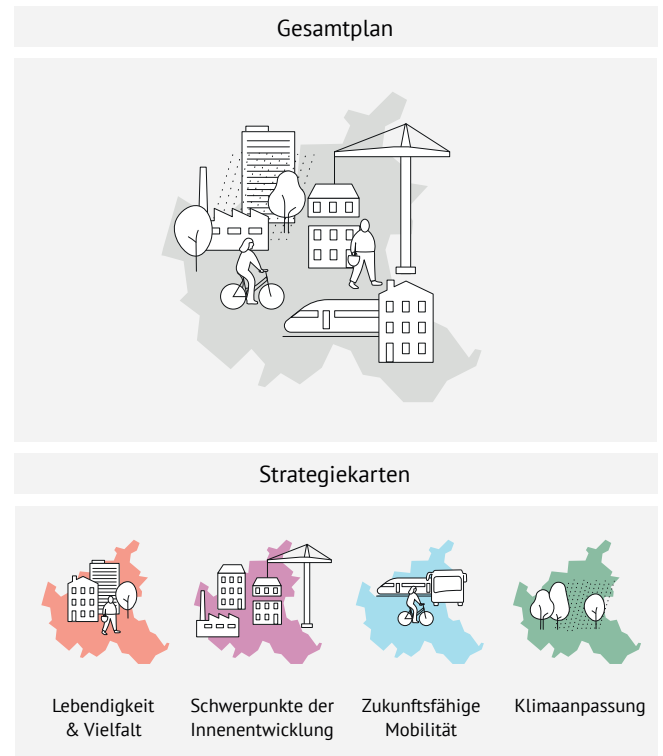 Gesamtplan
Strategiekarten
Lebendigkeit
& Vielfalt
Schwerpunkte der
Innenentwicklung
Zukunftsfähige
Mobilität
Klimaanpassung